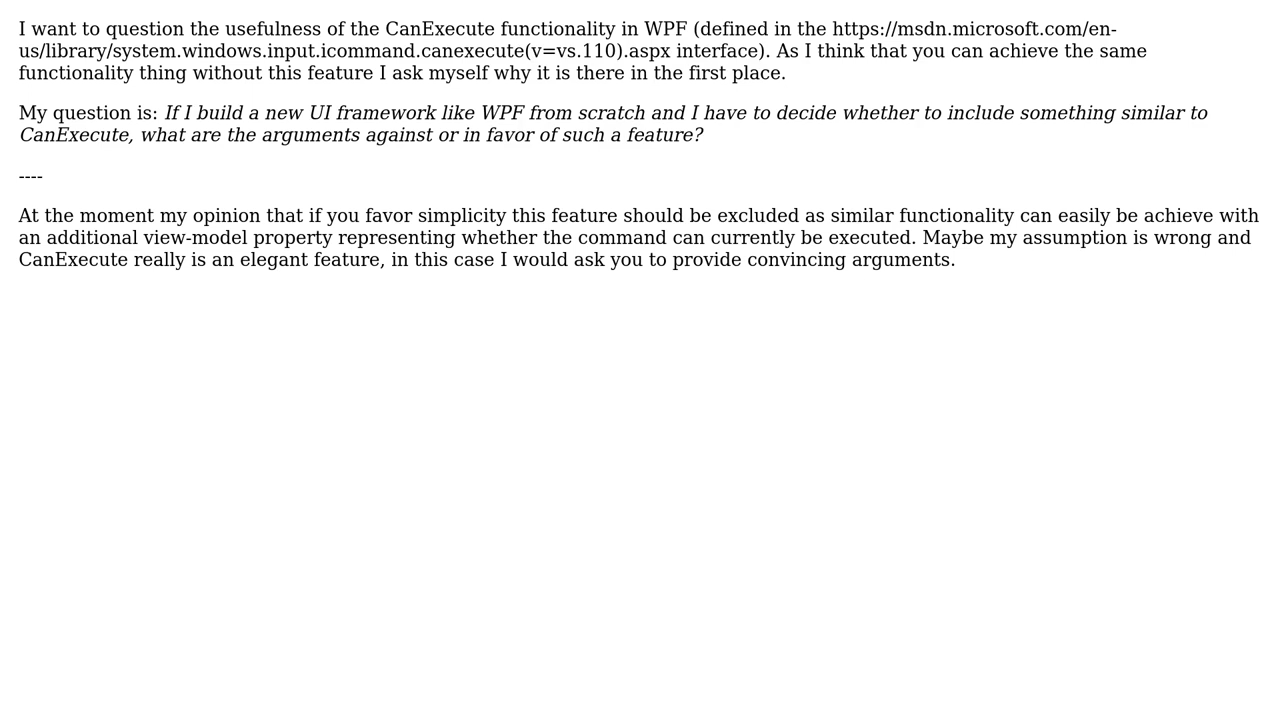 I want to question the usefulness of the CanExecute functionality in WPF (defined in the https://msdn.microsoft.com/en-
us/library/system.windows.input.icommand.canexecute(v=vs.110).aspx interface). As I think that you can achieve the same
functionality thing without this feature I ask myself why it is there in the first place.
My question is: If I build a new UI framework like WPF from scratch and I have to decide whether to include something similar to
CanExecute, what are the arguments against or in favor of such a feature?
----
At the moment my opinion that if you favor simplicity this feature should be excluded as similar functionality can easily be achieve with
an additional view-model property representing whether the command can currently be executed. Maybe my assumption is wrong and
CanExecute really is an elegant feature, in this case I would ask you to provide convincing arguments.